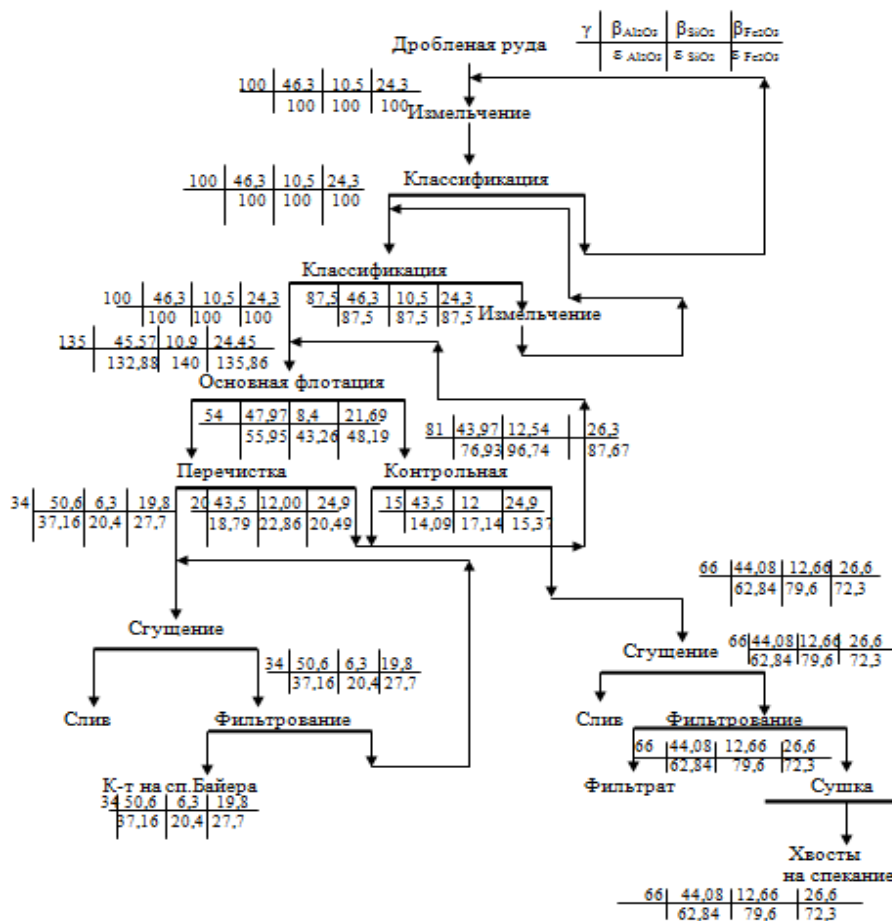 γ β Al₂O₃ β SiO₂ β Fe₂O₃
ε Al₂O₃ ε SiO₂ ε Fe₂O₃
Дробленая руда
100 46,3 10,5 24,3
100 100 100
Измельчение
100 46,3 10,5 24,3
100 100 100
Классификация
Классификация
100 46,3 10,5 24,3
100 100 100
87,5 46,3 10,5 24,3
87,5 87,5 87,5
Измельчение
135 45,57 10,9 24,45
132,88 140 135,86
Основная флотация
54 47,97 8,4 21,69
55,95 43,26 48,19
81 43,97 12,54 26,3
76,93 96,74 87,67
Перечистка
Контрольная
34 50,6 6,3 19,8
37,16 20,4 27,7
20 43,5 12,00 24,9
18,79 22,86 20,49
15 43,5 12 24,9
14,09 17,14 15,37
66 44,08 12,66 26,6
62,84 79,6 72,3
Сгущение
34 50,6 6,3 19,8
37,16 20,4 27,7
Сгущение
66 44,08 12,66 26,6
62,84 79,6 72,3
Слив
Фильтрование
Слив
Фильтрование
66 44,08 12,66 26,6
62,84 79,6 72,3
К-т на сп.Байера
34 50,6 6,3 19,8
37,16 20,4 27,7
Фильтрат
Сушка
Хвосты
на спекание
66 44,08 12,66 26,6
62,84 79,6 72,3